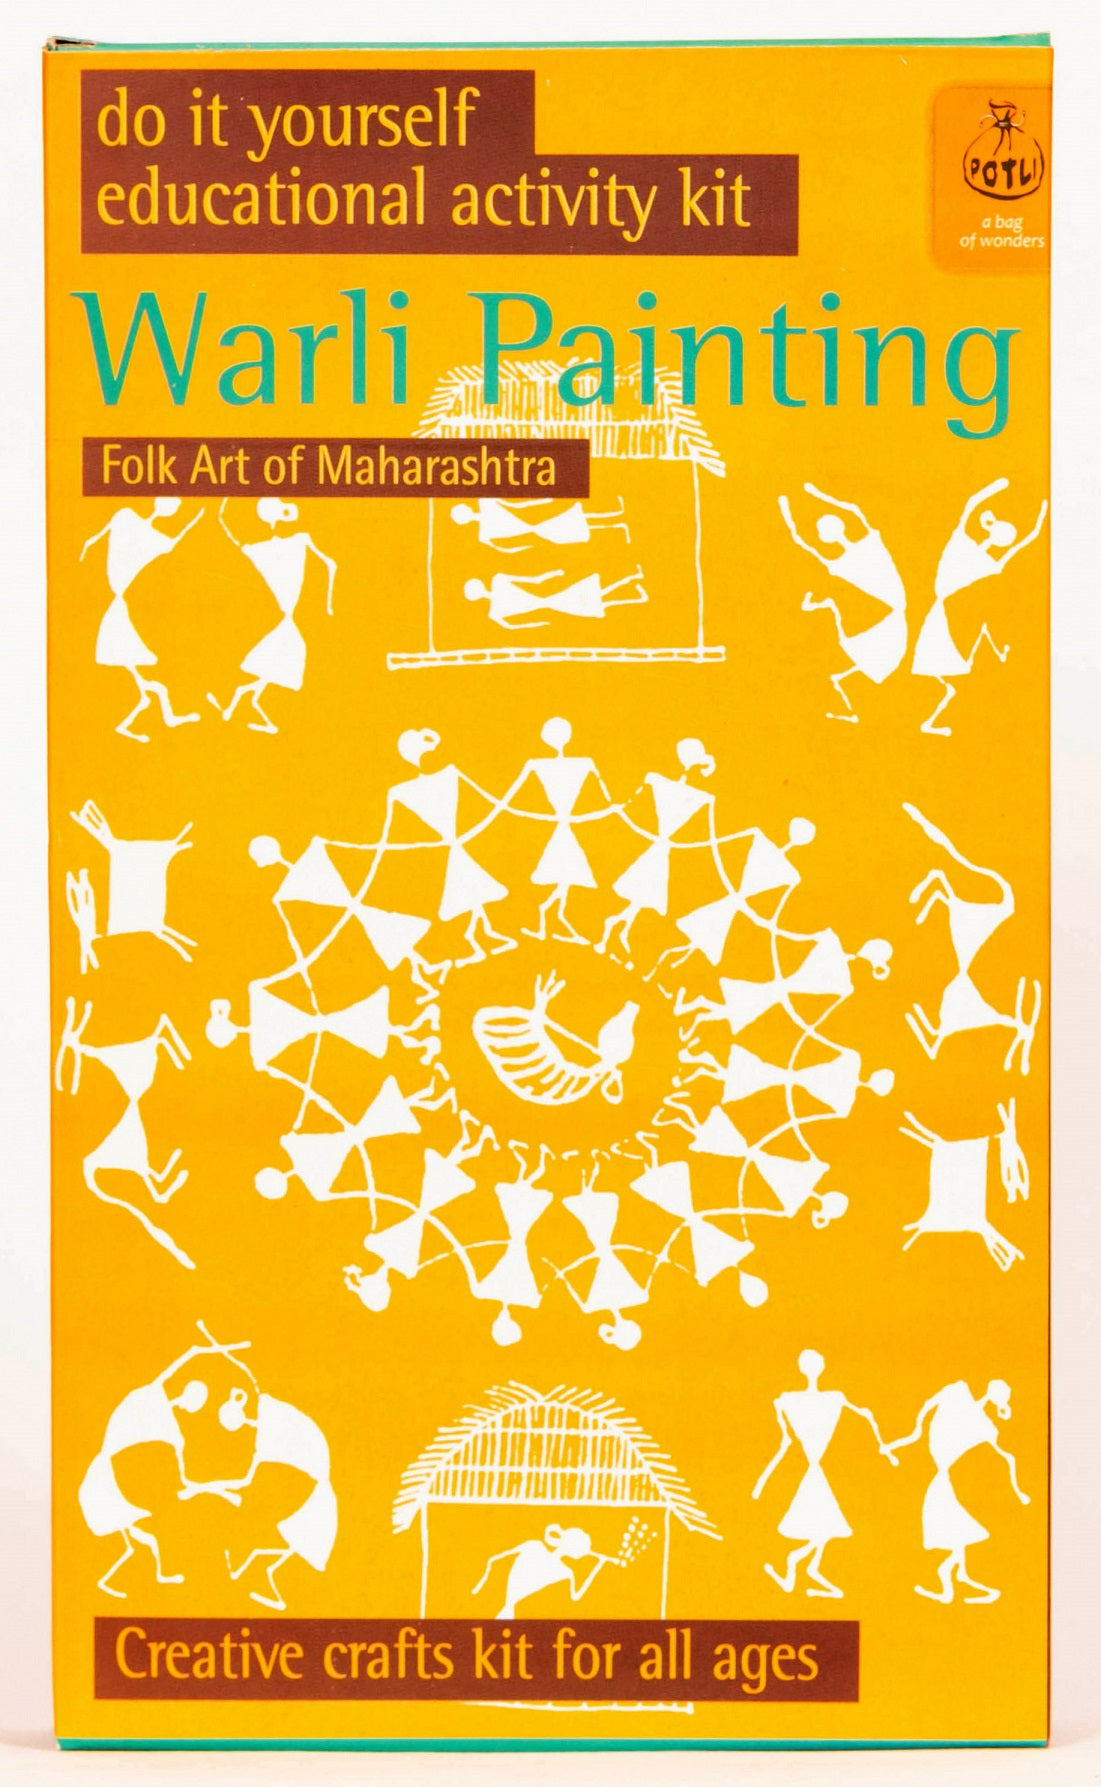 do it yourself
educational activity kit
POTLI
a bag
of wonders
Warli Painting
Folk Art of Maharashtra
Creative crafts kit for all ages